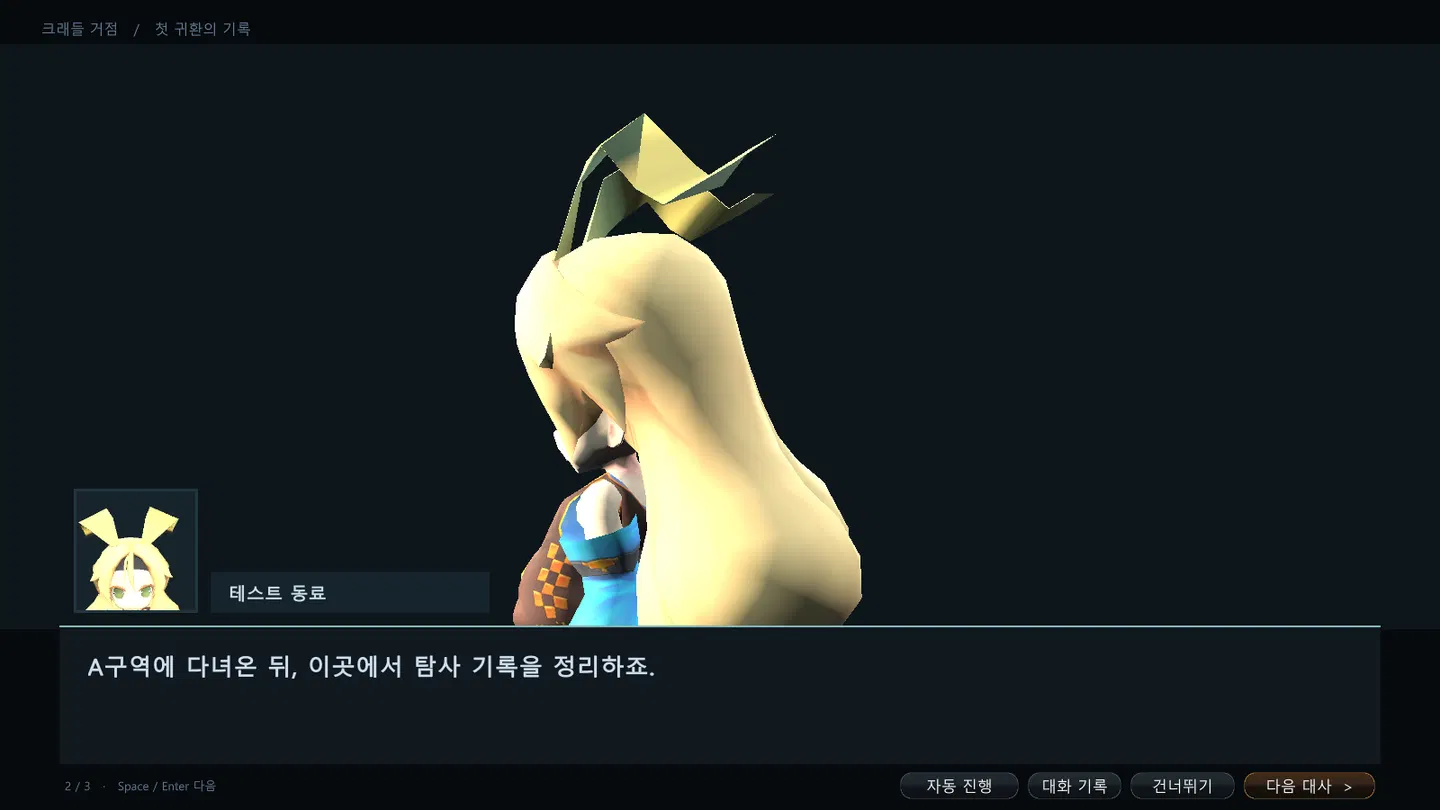 크래들 거점 / 첫 귀환의 기록
테스트 동료
A구역에 다녀온 뒤, 이곳에서 탐사 기록을 정리하죠.
2 / 3 · Space / Enter 다음
자동 진행
대화 기록
건너뛰기
다음 대사 >